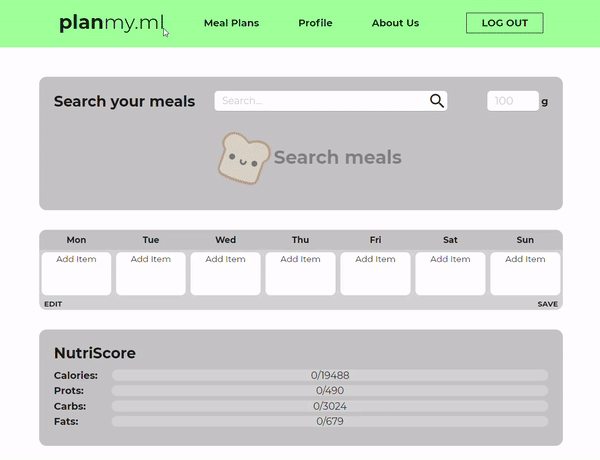 planmy.ml Meal Plans Profile About Us LOG OUT
Search your meals Search... 100 g
Search meals
Mon Tue Wed Thu Fri Sat Sun
Add Item Add Item Add Item Add Item Add Item Add Item Add Item
EDIT SAVE
NutriScore
Calories: 0/19488
Prots: 0/490
Carbs: 0/3024
Fats: 0/679